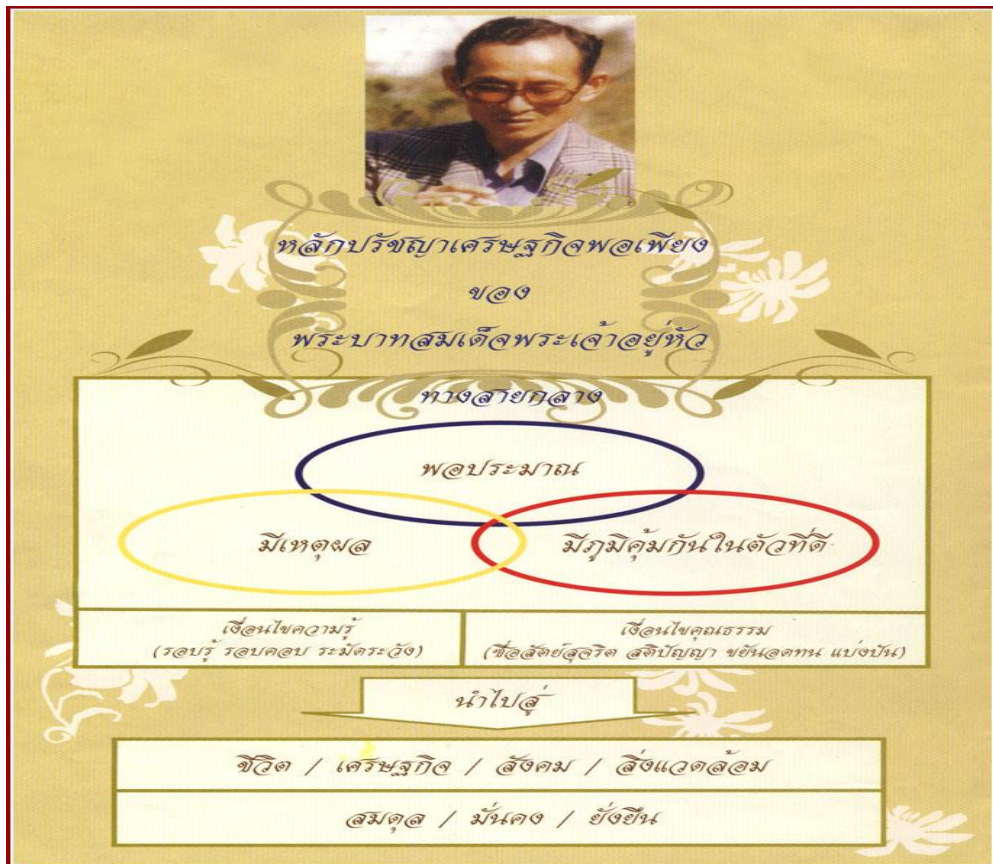 หลักปรัชญาเศรษฐกิจพอเพียง
ของ
พระบาทสมเด็จพระเจ้าอยู่หัว
ทางสายกลาง
พอประมาณ
มีเหตุผล
มีภูมิคุ้มกันในตัวที่ดี
เงื่อนไขความรู้
(รอบรู้ รอบคอบ ระมัดระวัง)
เงื่อนไขคุณธรรม
(ซื่อสัตย์สุจริต สติปัญญา ขยันอดทน แบ่งปัน)
นำไปสู่
ชีวิต / เศรษฐกิจ / สังคม / สิ่งแวดล้อม
สมดุล / มั่นคง / ยั่งยืน